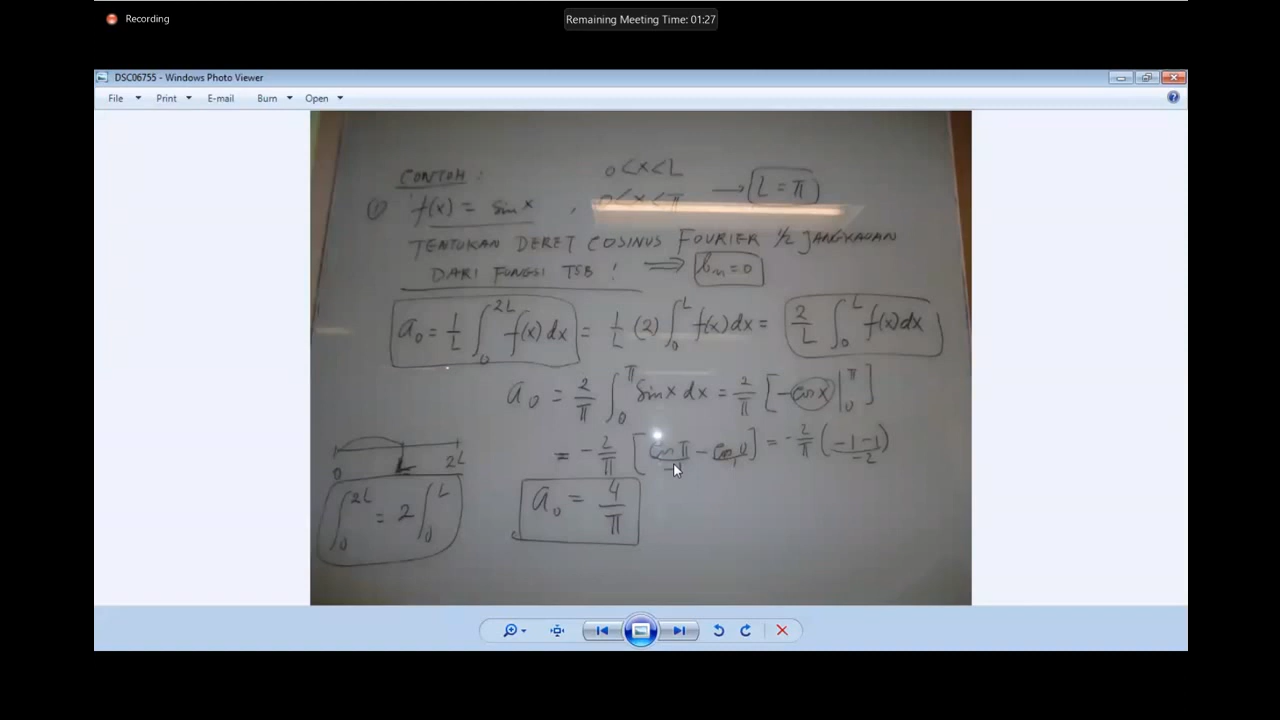 Recording
Remaining Meeting Time: 01:27
DSC06755 - Windows Photo Viewer
File Print E-mail Burn Open
CONTOH :
0<x<L
① f(x) = sin x , 0<x<π → L = π
TENTUKAN DERET COSINUS FOURIER 1/2 JANGKAUAN
DARI FUNGSI TSB ! ⟹ bn=0
a₀ = 1/L ∫₀^2L f(x) dx = 1/L (2) ∫₀^L f(x) dx = 2/L ∫₀^L f(x) dx
a₀ = 2/π ∫₀^π sin x dx = 2/π [-cos x |₀^π ]
= -2/π [cos π - cos 0] = -2/π (-1-1)
-1 1 -2
0 L 2L
∫₀^2L = 2 ∫₀^L
a₀ = 4/π